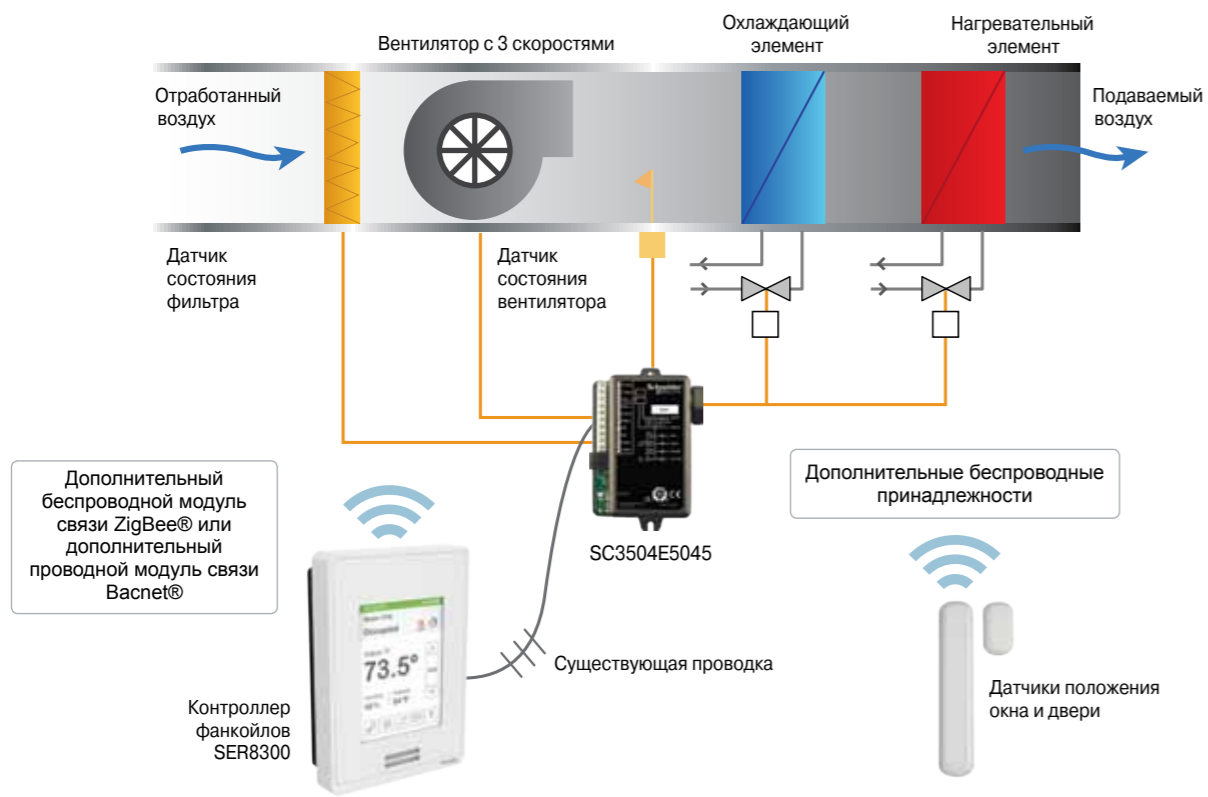 Вентилятор с 3 скоростями
Охлаждающий
элемент
Нагревательный
элемент
Отработанный
воздух
Подаваемый
воздух
Датчик
состояния
фильтра
Датчик
состояния
вентилятора
Дополнительный
беспроводной модуль
связи ZigBee® или
дополнительный
проводной модуль связи
Bacnet®
Дополнительные беспроводные
принадлежности
SC3504E5045
73.5°
Существующая проводка
Контроллер
фанкойлов
SER8300
Датчики положения
окна и двери